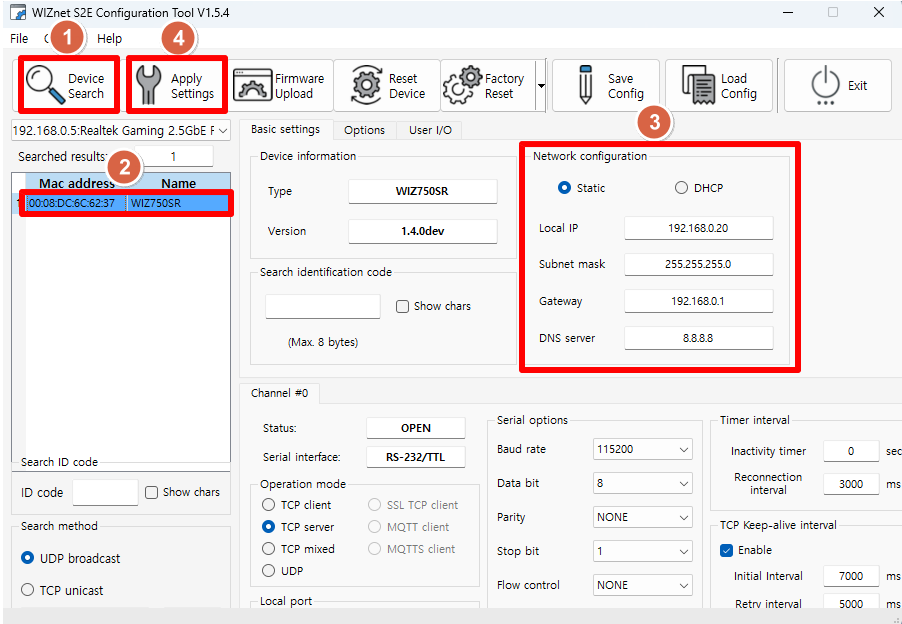 WIZnet S2E Configuration Tool V1.5.4
File
Help
1
4
Device
Search
Apply
Settings
Firmware
Upload
Reset
Device
Factory
Reset
Save
Config
Load
Config
Exit
192.168.0.5:Realtek Gaming 2.5GbE F
Searched results:
1
2
Mac address
Name
00:08:DC:6C:62:37
WIZ750SR
Search ID code
ID code
Show chars
Search method
UDP broadcast
TCP unicast
Basic settings
Options
User I/O
Device information
Type
WIZ750SR
Version
1.4.0dev
Search identification code
Show chars
(Max. 8 bytes)
3
Network configuration
Static
DHCP
Local IP
192.168.0.20
Subnet mask
255.255.255.0
Gateway
192.168.0.1
DNS server
8.8.8.8
Channel #0
Status:
OPEN
Serial interface:
RS-232/TTL
Operation mode
TCP client
SSL TCP client
TCP server
MQTT client
TCP mixed
MQTTS client
UDP
Local port
Serial options
Baud rate
115200
Data bit
8
Parity
NONE
Stop bit
1
Flow control
NONE
Timer interval
Inactivity timer
0
sec
Reconnection
interval
3000
ms
TCP Keep-alive interval
Enable
Initial Interval
7000
ms
Retry interval
5000
ms